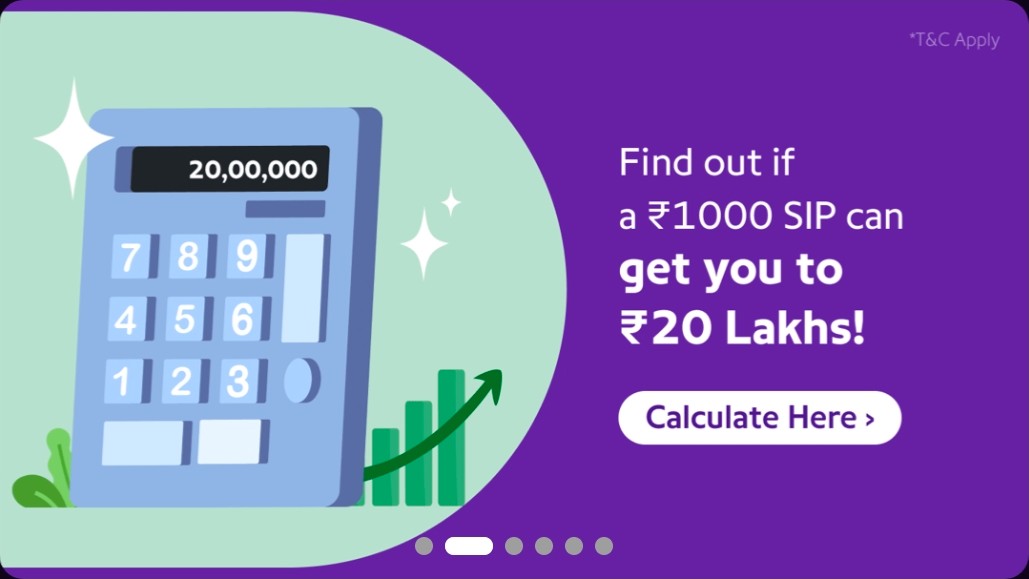 *T&C Apply
20,00,000
7 8 9
4 5 6
1 2 3
Find out if
a ₹1000 SIP can
get you to
₹20 Lakhs!
Calculate Here ›